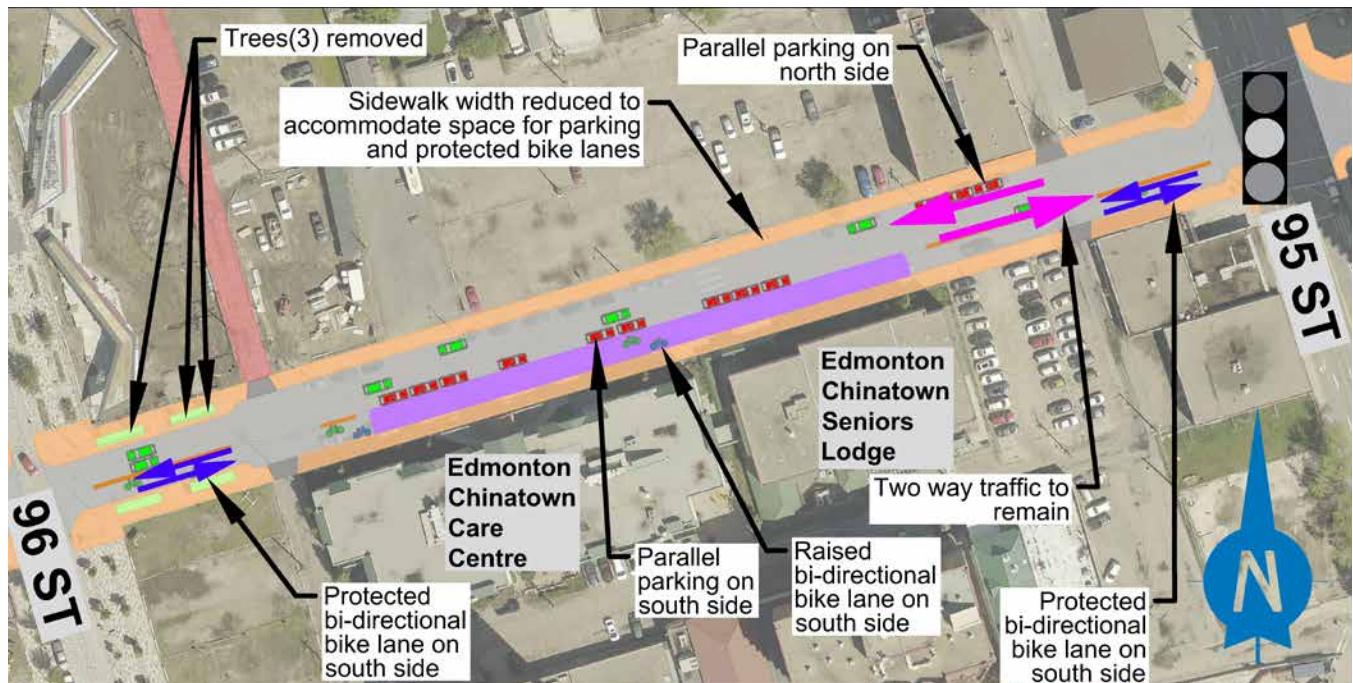 Trees(3) removed
Parallel parking on
north side
Sidewalk width reduced to
accommodate space for parking
and protected bike lanes
95 ST
Edmonton
Chinatown
Seniors
Lodge
Edmonton
Chinatown
Care
Centre
96 ST
Two way traffic to
remain
Protected
bi-directional
bike lane on
south side
Parallel
parking on
south side
Raised
bi-directional
bike lane on
south side
Protected
bi-directional
bike lane on
south side
N